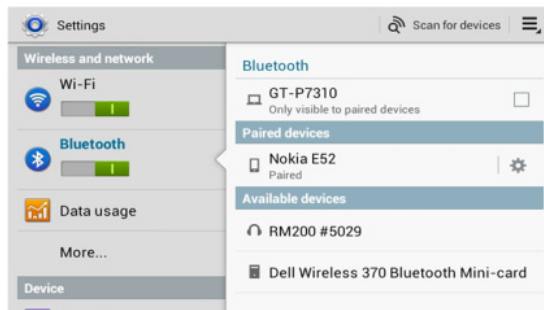 Settings
Scan for devices
Wireless and network
Wi-Fi
Bluetooth
Data usage
More...
Device
Bluetooth
GT-P7310
Only visible to paired devices
Paired devices
Nokia E52
Paired
Available devices
RM200 #5029
Dell Wireless 370 Bluetooth Mini-card